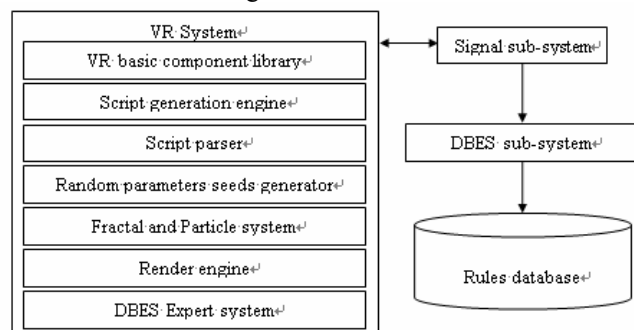 VR System
VR basic component library
Script generation engine
Script parser
Random parameters seeds generator
Fractal and Particle system
Render engine
DBES Expert system
Signal sub-system
DBES sub-system
Rules database